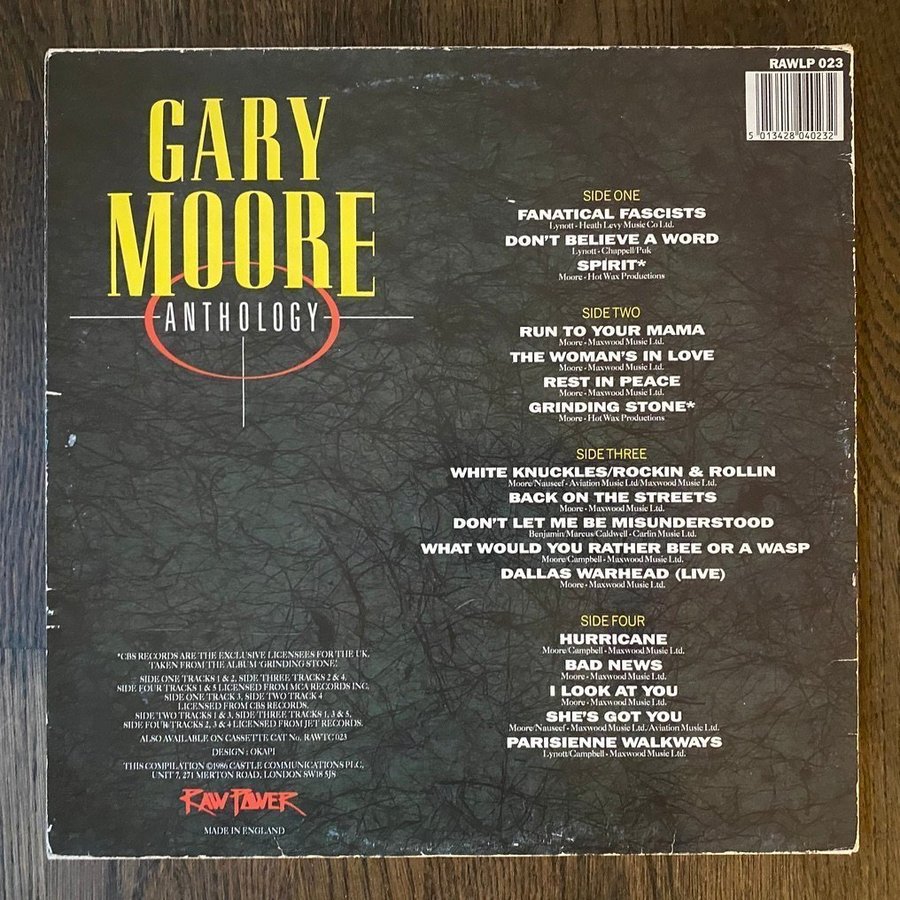 RAWLP 023
5 013428 040232
GARY
MOORE
ANTHOLOGY
SIDE ONE
FANATICAL FASCISTS
Lynott - Heath Levy Music Co Ltd.
DON'T BELIEVE A WORD
Lynott - Chappell/Puk
SPIRIT*
Moore - Hot Wax Productions
SIDE TWO
RUN TO YOUR MAMA
Moore - Maxwood Music Ltd.
THE WOMAN'S IN LOVE
Moore - Maxwood Music Ltd.
REST IN PEACE
Moore - Maxwood Music Ltd.
GRINDING STONE*
Moore - Hot Wax Productions
SIDE THREE
WHITE KNUCKLES/ROCKIN & ROLLIN
Moore/Nauseef - Aviation Music Ltd/Maxwood Music Ltd.
BACK ON THE STREETS
Moore - Maxwood Music Ltd.
DON'T LET ME BE MISUNDERSTOOD
Benjamin/Marcus/Caldwell - Carlin Music Ltd.
WHAT WOULD YOU RATHER BEE OR A WASP
Moore/Campbell - Maxwood Music Ltd.
DALLAS WARHEAD (LIVE)
Moore - Maxwood Music Ltd.
SIDE FOUR
HURRICANE
Moore/Campbell - Maxwood Music Ltd.
BAD NEWS
Moore - Maxwood Music Ltd.
I LOOK AT YOU
Moore - Maxwood Music Ltd.
SHE'S GOT YOU
Moore/Nauseef - Maxwood Music Ltd./Aviation Music Ltd.
PARISIENNE WALKWAYS
Lynott/Campbell - Maxwood Music Ltd.
*CBS RECORDS ARE THE EXCLUSIVE LICENSEES FOR THE UK.
TAKEN FROM THE ALBUM 'GRINDING STONE'.
SIDE ONE TRACKS 1 & 2, SIDE THREE TRACKS 2 & 4,
SIDE FOUR TRACKS 1 & 5 LICENSED FROM MCA RECORDS INC.
SIDE ONE TRACK 3, SIDE TWO TRACK 4
LICENSED FROM CBS RECORDS.
SIDE TWO TRACKS 1 & 3, SIDE THREE TRACKS 1, 3 & 5,
SIDE FOUR TRACKS 2, 3 & 4 LICENSED FROM JET RECORDS.
ALSO AVAILABLE ON CASSETTE CAT No. RAWTC 023
DESIGN : OKAPI
THIS COMPILATION ©1986 CASTLE COMMUNICATIONS PLC,
UNIT 7, 271 MERTON ROAD, LONDON SW18 5JS
RAW POWER
MADE IN ENGLAND